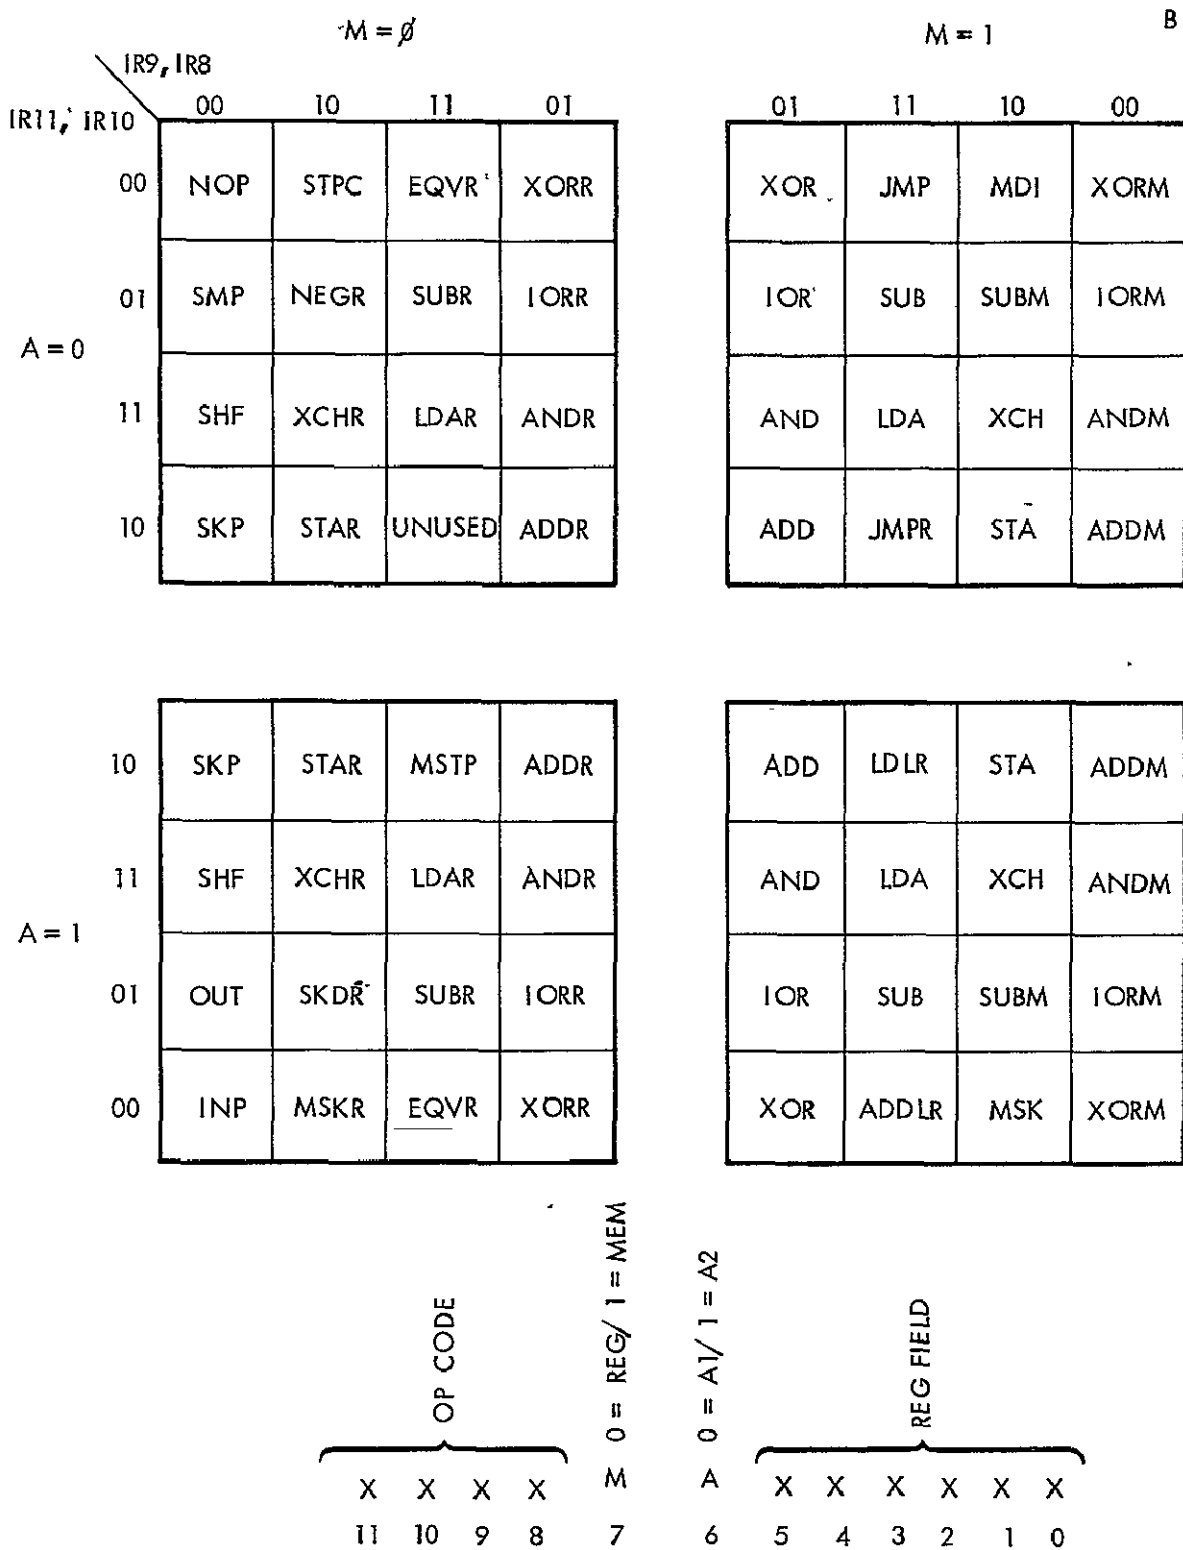 M = ø M = 1 B
IR9, IR8
IR11, IR10 00 10 11 01 01 11 10 00
00 NOP STPC EQVR XORR XOR JMP MDI XORM
01 SMP NEGR SUBR IORR IOR SUB SUBM IORM
A = 0
11 SHF XCHR LDAR ANDR AND LDA XCH ANDM
10 SKP STAR UNUSED ADDR ADD JMPR STA ADDM
10 SKP STAR MSTP ADDR ADD LDLR STA ADDM
11 SHF XCHR LDAR ANDR AND LDA XCH ANDM
A = 1
01 OUT SKDR SUBR IORR IOR SUB SUBM IORM
00 INP MSKR EQVR XORR XOR ADDLR MSK XORM
OP CODE
0 = REG/ 1 = MEM
0 = A1/ 1 = A2
REG FIELD
X X X X M A X X X X X X
11 10 9 8 7 6 5 4 3 2 1 0